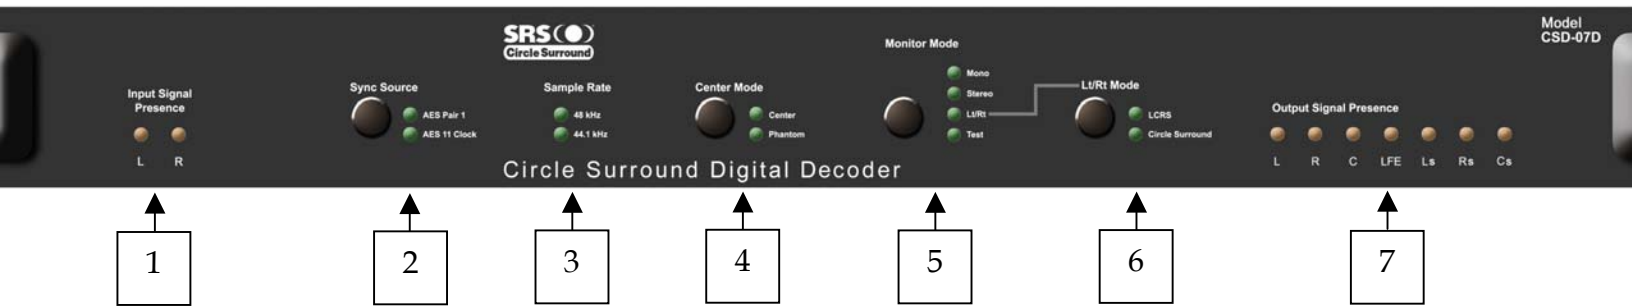 SRS
Circle Surround
Model
CSD-07D
Input Signal
Presence
L R
Sync Source
AES Pair 1
AES 11 Clock
Sample Rate
48 kHz
44.1 kHz
Center Mode
Center
Phantom
Monitor Mode
Mono
Stereo
Lt/Rt
Test
Lt/Rt Mode
LCRS
Circle Surround
Output Signal Presence
L R C LFE Ls Rs Cs
Circle Surround Digital Decoder
1 2 3 4 5 6 7